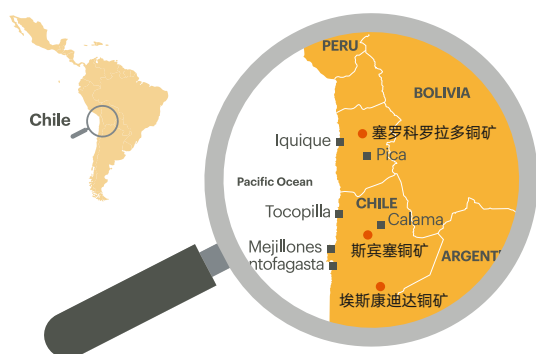 Chile
PERU
BOLIVIA
塞罗科罗拉多铜矿
Iquique
Pica
Pacific Ocean
CHILE
Tocopilla
Calama
斯宾塞铜矿
Mejillones
ntofagasta
ARGENT
埃斯康迪达铜矿